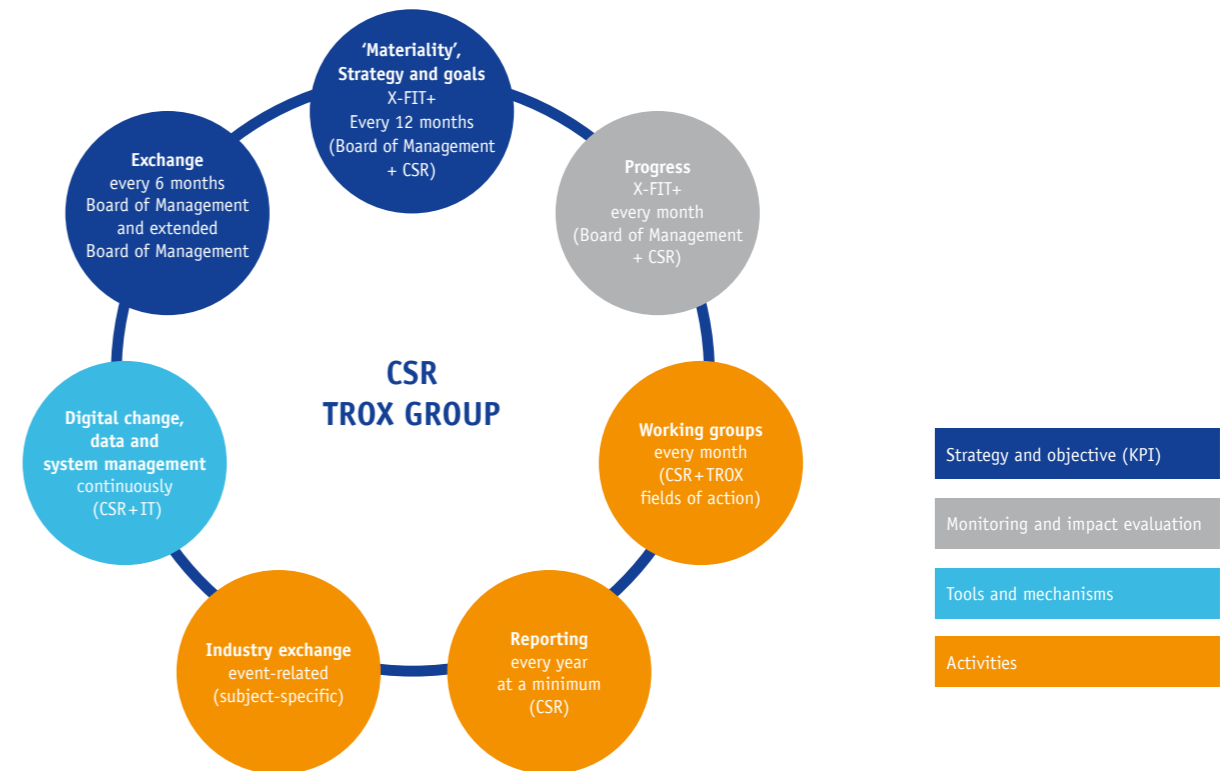 ‘Materiality’,
Strategy and goals
X-FIT+
Every 12 months
(Board of Management
+ CSR)
Progress
X-FIT+
every month
(Board of Management
+ CSR)
Working groups
every month
(CSR+TROX
fields of action)
Reporting
every year
at a minimum
(CSR)
Industry exchange
event-related
(subject-specific)
Digital change,
data and
system management
continuously
(CSR+IT)
Exchange
every 6 months
Board of Management
and extended
Board of Management
CSR
TROX GROUP
Strategy and objective (KPI)
Monitoring and impact evaluation
Tools and mechanisms
Activities